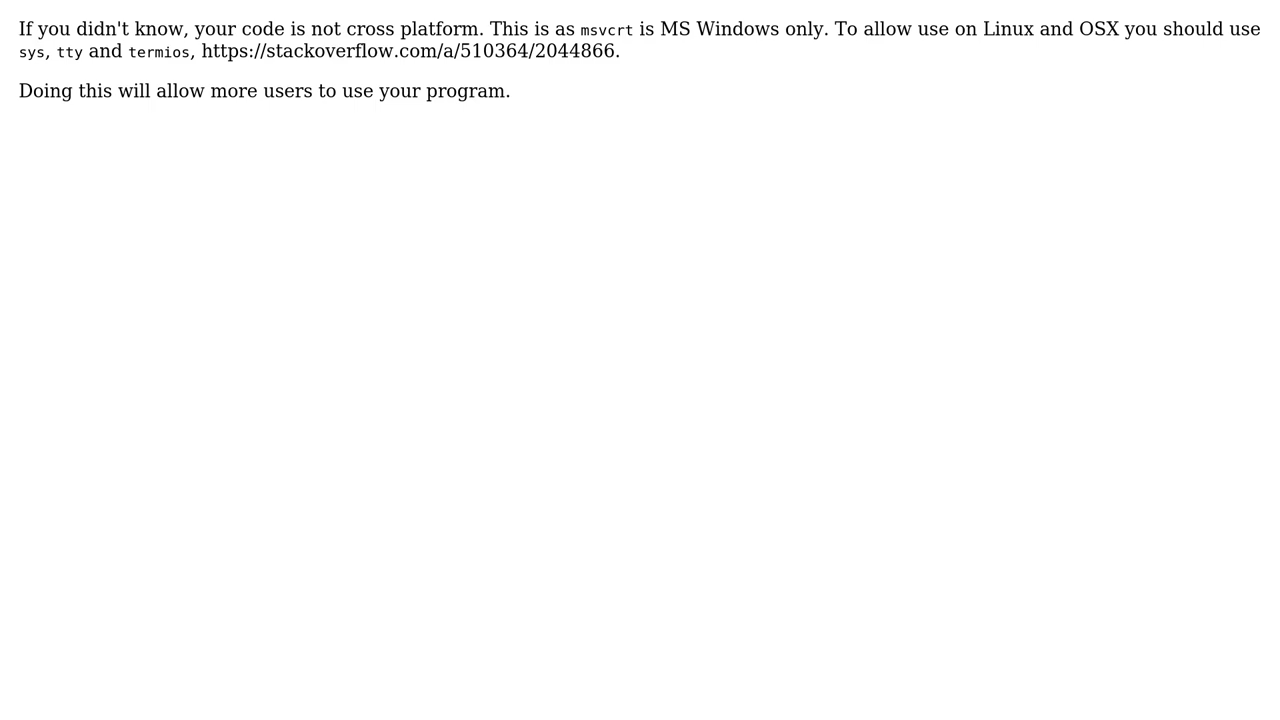 If you didn't know, your code is not cross platform. This is as msvcrt is MS Windows only. To allow use on Linux and OSX you should use
sys, tty and termios, https://stackoverflow.com/a/510364/2044866.
Doing this will allow more users to use your program.